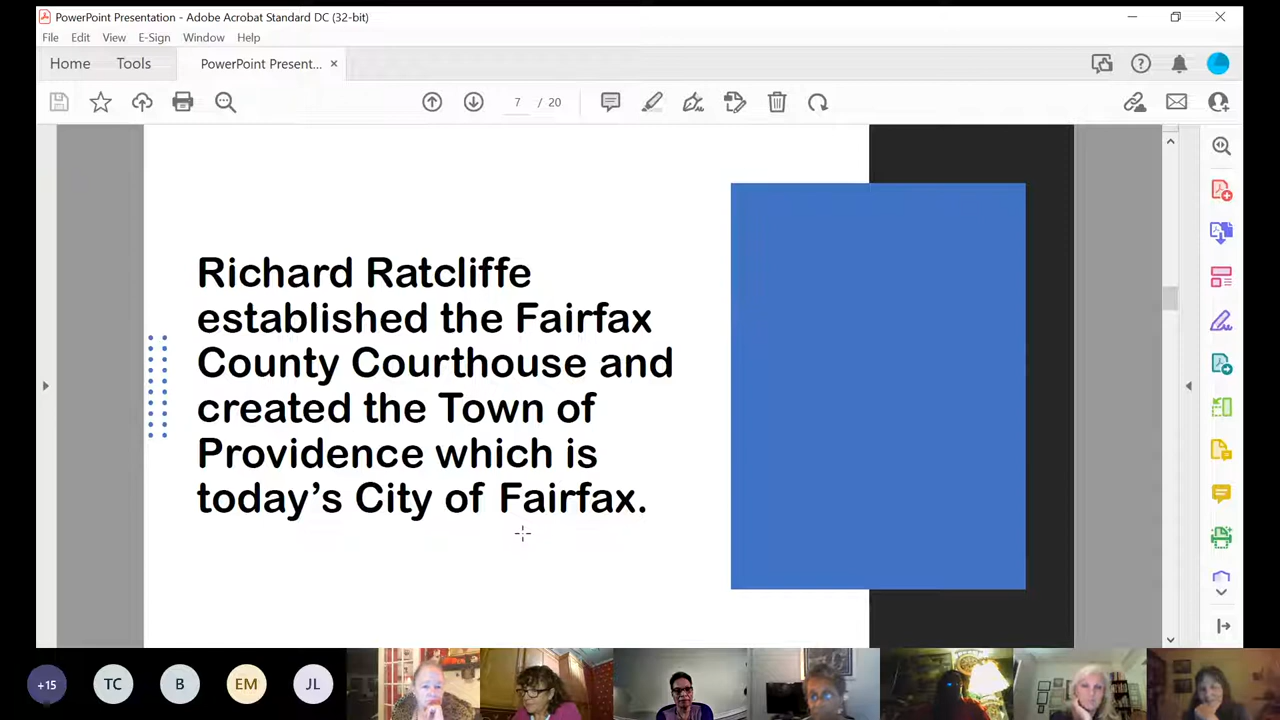 PowerPoint Presentation - Adobe Acrobat Standard DC (32-bit)
File Edit View E-Sign Window Help
Home Tools PowerPoint Present... ×
7 / 20
Richard Ratcliffe
established the Fairfax
County Courthouse and
created the Town of
Providence which is
today's City of Fairfax.
+15 TC B EM JL